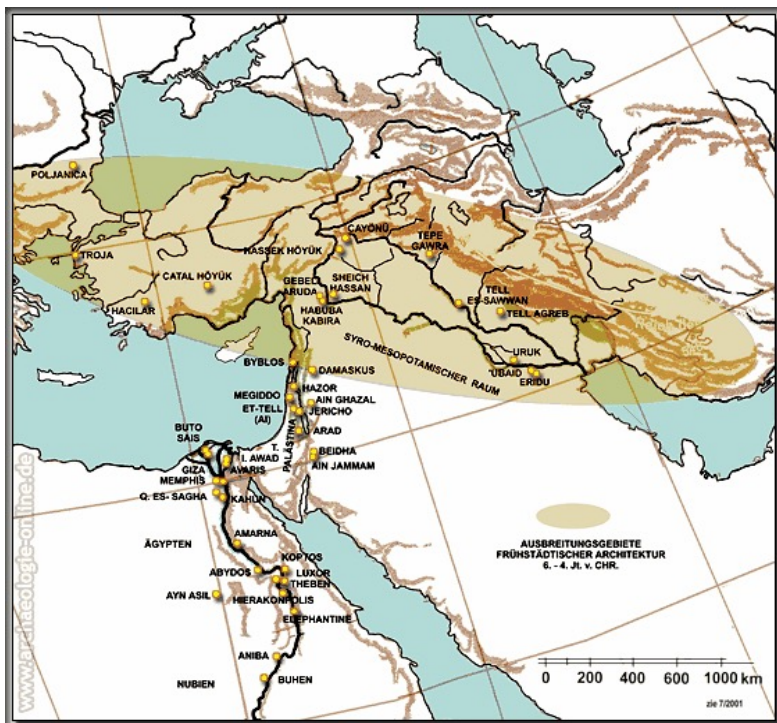 POLJANICA
TROJA
CATAL HÖYÜK
HACILAR
HASSEK HÖYÜK
CAYÖNÜ
TEPE
GAWRA
GEBEL
ARUDA
SHEICH
HASSAN
HABUBA
KABIRA
TELL
ES-SAWWAN
TELL AGREB
SYRO-MESOPOTAMISCHER RAUM
URUK
'UBAID
ERIDU
BYBLOS
DAMASKUS
HAZOR
MEGIDDO
AIN GHAZAL
ET-TELL
(AI)
JERICHO
PALÄSTINA
ARAD
BEIDHA
AIN JAMMAM
BUTO
SAIS
T.
I. AWAD
GIZA
AVARIS
MEMPHIS
Q. ES-SAGHA
KAHUN
ÄGYPTEN
AMARNA
KOPTOS
ABYDOS
LUXOR
THEBEN
AYN ASIL
HIERAKONPOLIS
ELEPHANTINE
ANIBA
NUBIEN
BUHEN
AUSBREITUNGSGEBIETE
FRÜHSTÄDTISCHER ARCHITEKTUR
6. - 4. Jt. v. CHR.
0 200 400 600 1000 km
zie 7/2001
www.archaeologie-online.de